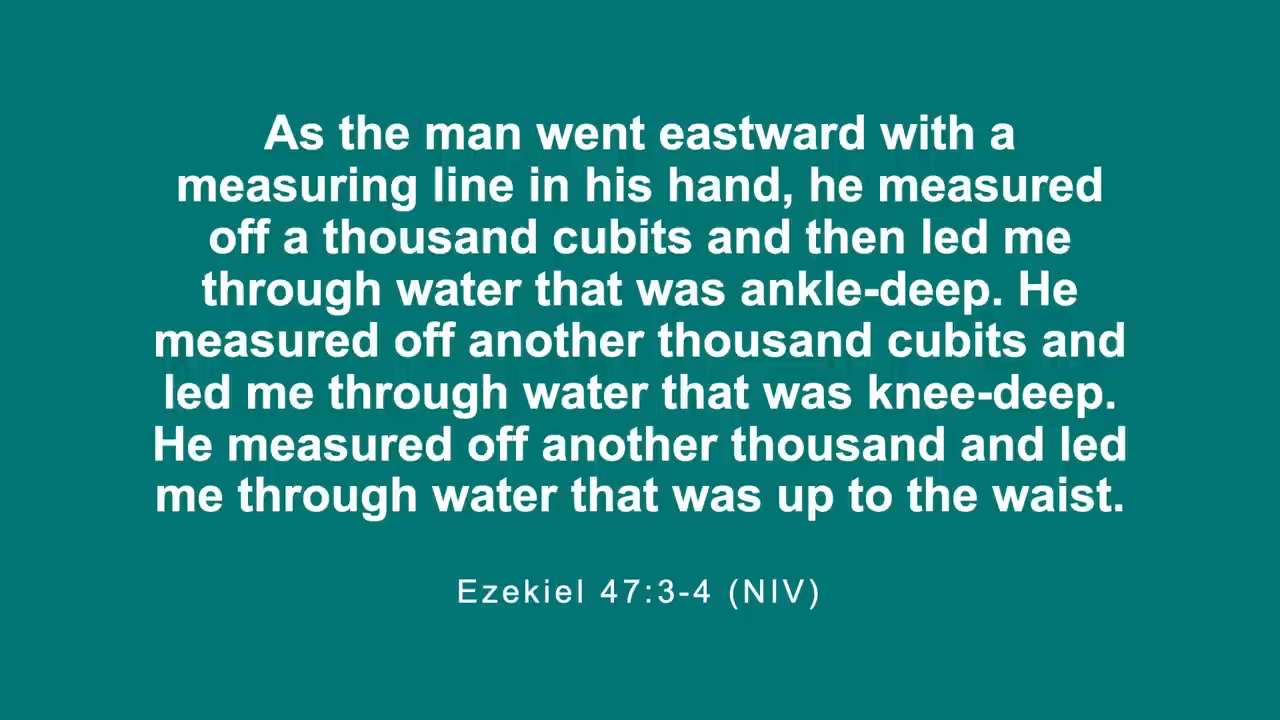 As the man went eastward with a
measuring line in his hand, he measured
off a thousand cubits and then led me
through water that was ankle-deep. He
measured off another thousand cubits and
led me through water that was knee-deep.
He measured off another thousand and led
me through water that was up to the waist.
Ezekiel 47:3-4 (NIV)